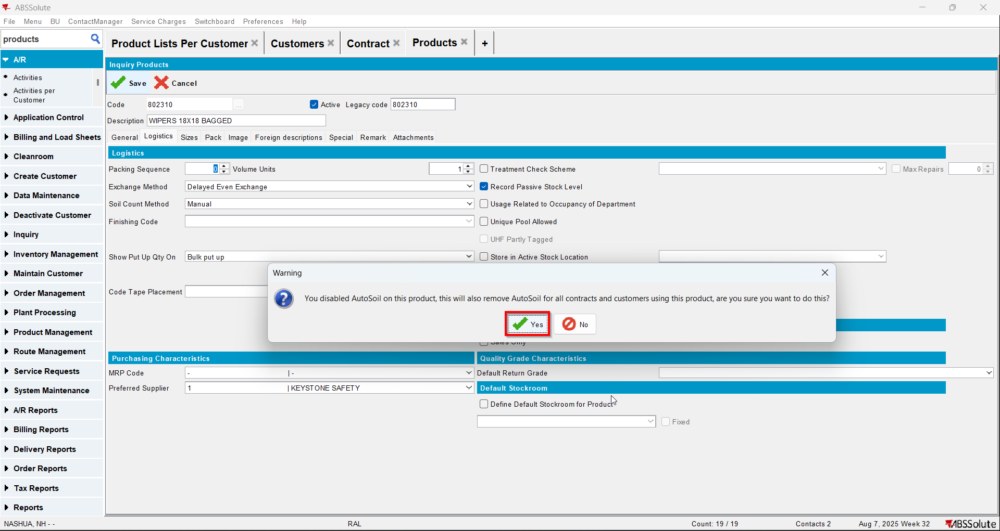 ABSSolute
File Menu BU ContactManager Service Charges Switchboard Preferences Help
products
Product Lists Per Customer Customers Contract Products +
A/R
Activities
Activities per
Customer
Application Control
Billing and Load Sheets
Cleanroom
Create Customer
Data Maintenance
Deactivate Customer
Inquiry
Inventory Management
Maintain Customer
Order Management
Plant Processing
Product Management
Route Management
Service Requests
System Maintenance
A/R Reports
Billing Reports
Delivery Reports
Order Reports
Tax Reports
Reports
Inquiry Products
Save Cancel
Code 802310 ... Active Legacy code 802310
Description WIPERS 18X18 BAGGED
General Logistics Sizes Pack Image Foreign descriptions Special Remark Attachments
Logistics
Packing Sequence 0 Volume Units 1 Treatment Check Scheme Max Repairs 0
Exchange Method Delayed Even Exchange Record Passive Stock Level
Soil Count Method Manual Usage Related to Occupancy of Department
Finishing Code Unique Pool Allowed
UHF Partly Tagged
Show Put Up Qty On Bulk put up Store in Active Stock Location
Code Tape Placement
Warning
You disabled AutoSoil on this product, this will also remove AutoSoil for all contracts and customers using this product, are you sure you want to do this?
Yes No
Sales Only
Purchasing Characteristics Quality Grade Characteristics
MRP Code - | - Default Return Grade
Preferred Supplier 1 | KEYSTONE SAFETY Default Stockroom
Define Default Stockroom for Product
Fixed
NASHUA, NH - - RAL Count: 19 / 19 Contacts 2 Aug 7, 2025 Week 32 ABSSolute